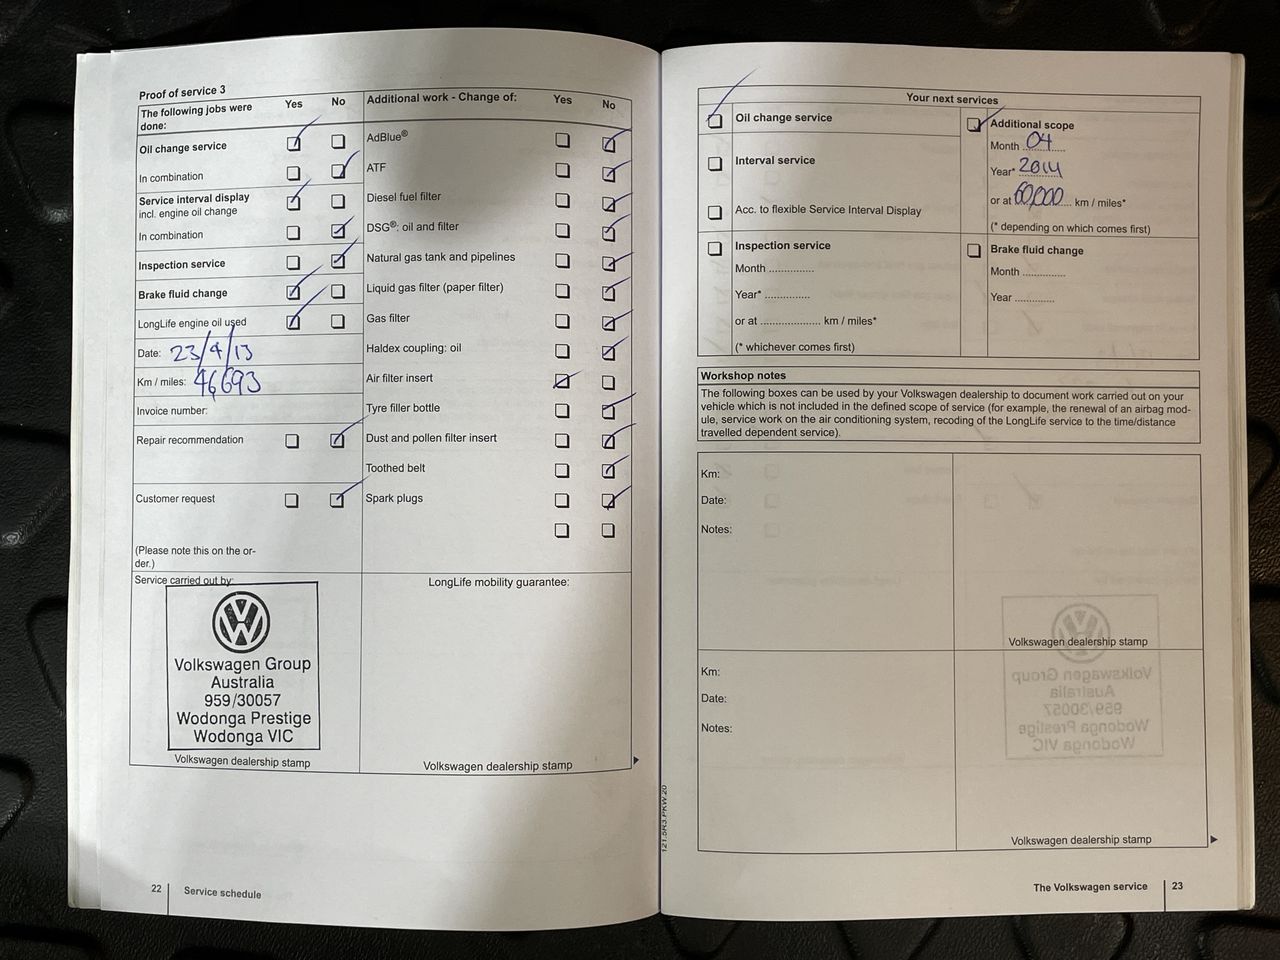 Proof of service 3
The following jobs were
done:
Yes No
Oil change service
In combination
Service interval display
incl. engine oil change
In combination
Inspection service
Brake fluid change
LongLife engine oil used
Date: 23/4/13
Km / miles: 46693
Invoice number:
Repair recommendation
Customer request
(Please note this on the or-
der.)
Additional work - Change of: Yes No
AdBlue®
ATF
Diesel fuel filter
DSG®: oil and filter
Natural gas tank and pipelines
Liquid gas filter (paper filter)
Gas filter
Haldex coupling: oil
Air filter insert
Tyre filler bottle
Dust and pollen filter insert
Toothed belt
Spark plugs
Service carried out by:
Volkswagen Group
Australia
959/30057
Wodonga Prestige
Wodonga VIC
Volkswagen dealership stamp
LongLife mobility guarantee:
Volkswagen dealership stamp
22 Service schedule
121.5R3.PKW.20
Your next services
Oil change service
Interval service
Acc. to flexible Service Interval Display
Additional scope
Month 04
Year* 2014
or at 60,000 km / miles*
(* depending on which comes first)
Inspection service
Month ..............
Year* ..............
or at .................... km / miles*
(* whichever comes first)
Brake fluid change
Month .............
Year .............
Workshop notes
The following boxes can be used by your Volkswagen dealership to document work carried out on your
vehicle which is not included in the defined scope of service (for example, the renewal of an airbag mod-
ule, service work on the air conditioning system, recoding of the LongLife service to the time/distance
travelled dependent service).
Km:
Date:
Notes:
Volkswagen dealership stamp
Km:
Date:
Notes:
Volkswagen dealership stamp
The Volkswagen service 23